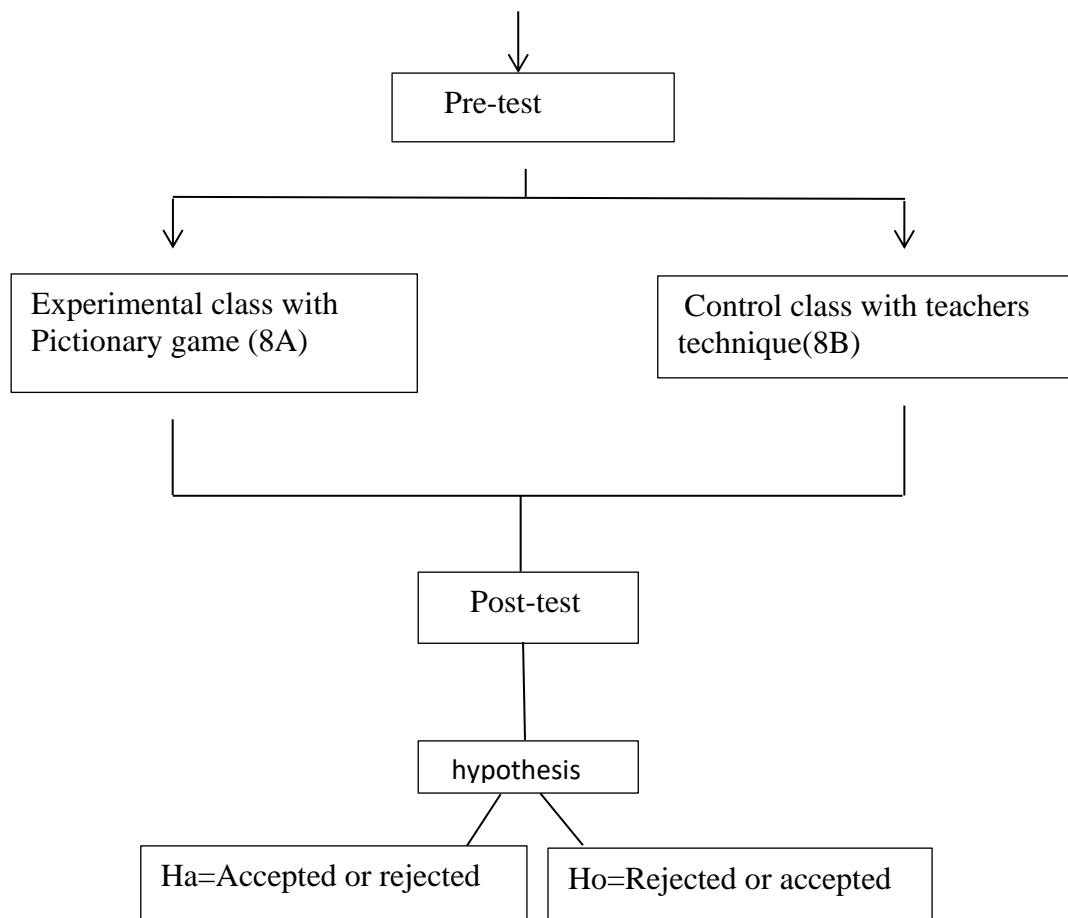 Pre-test
Experimental class with
Pictionary game (8A)
Control class with teachers
technique(8B)
Post-test
hypothesis
Ha=Accepted or rejected
Ho=Rejected or accepted